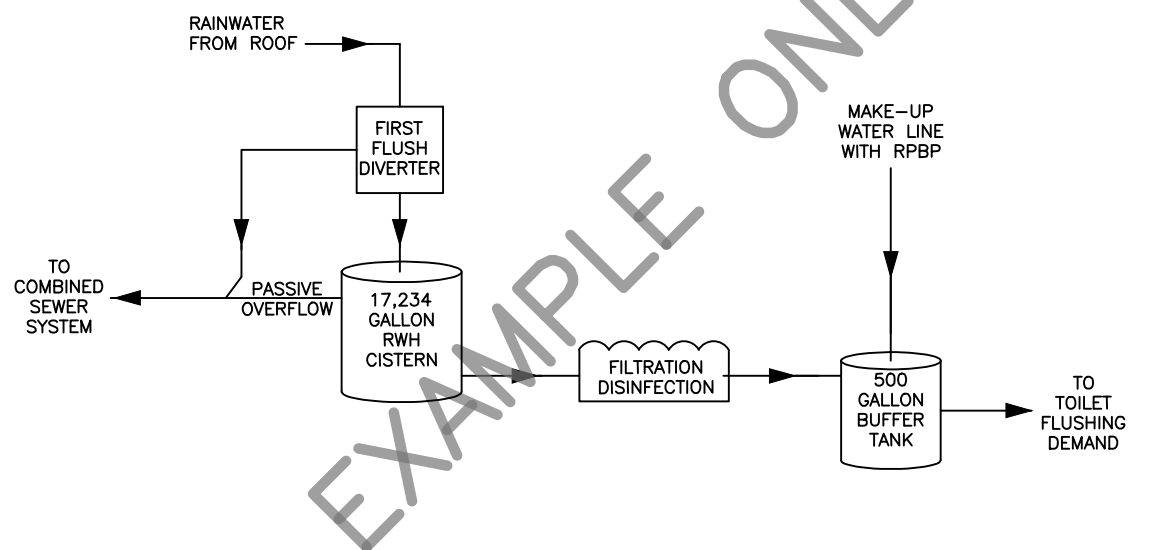 RAINWATER
FROM ROOF
FIRST
FLUSH
DIVERTER
MAKE-UP
WATER LINE
WITH RPBP
TO
COMBINED
SEWER
SYSTEM
PASSIVE
OVERFLOW
17,234
GALLON
RWH
CISTERN
FILTRATION
DISINFECTION
500
GALLON
BUFFER
TANK
TO
TOILET
FLUSHING
DEMAND
EXAMPLE